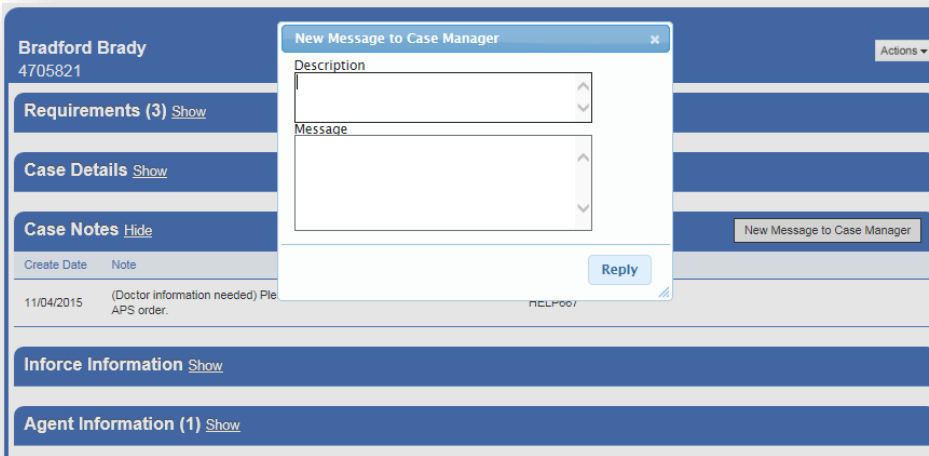 Bradford Brady
4705821
Actions
New Message to Case Manager
Description
Message
Reply
Requirements (3) Show
Case Details Show
Case Notes Hide
New Message to Case Manager
Create Date Note
11/04/2015 (Doctor information needed)
APS order.
Inforce Information Show
Agent Information (1) Show